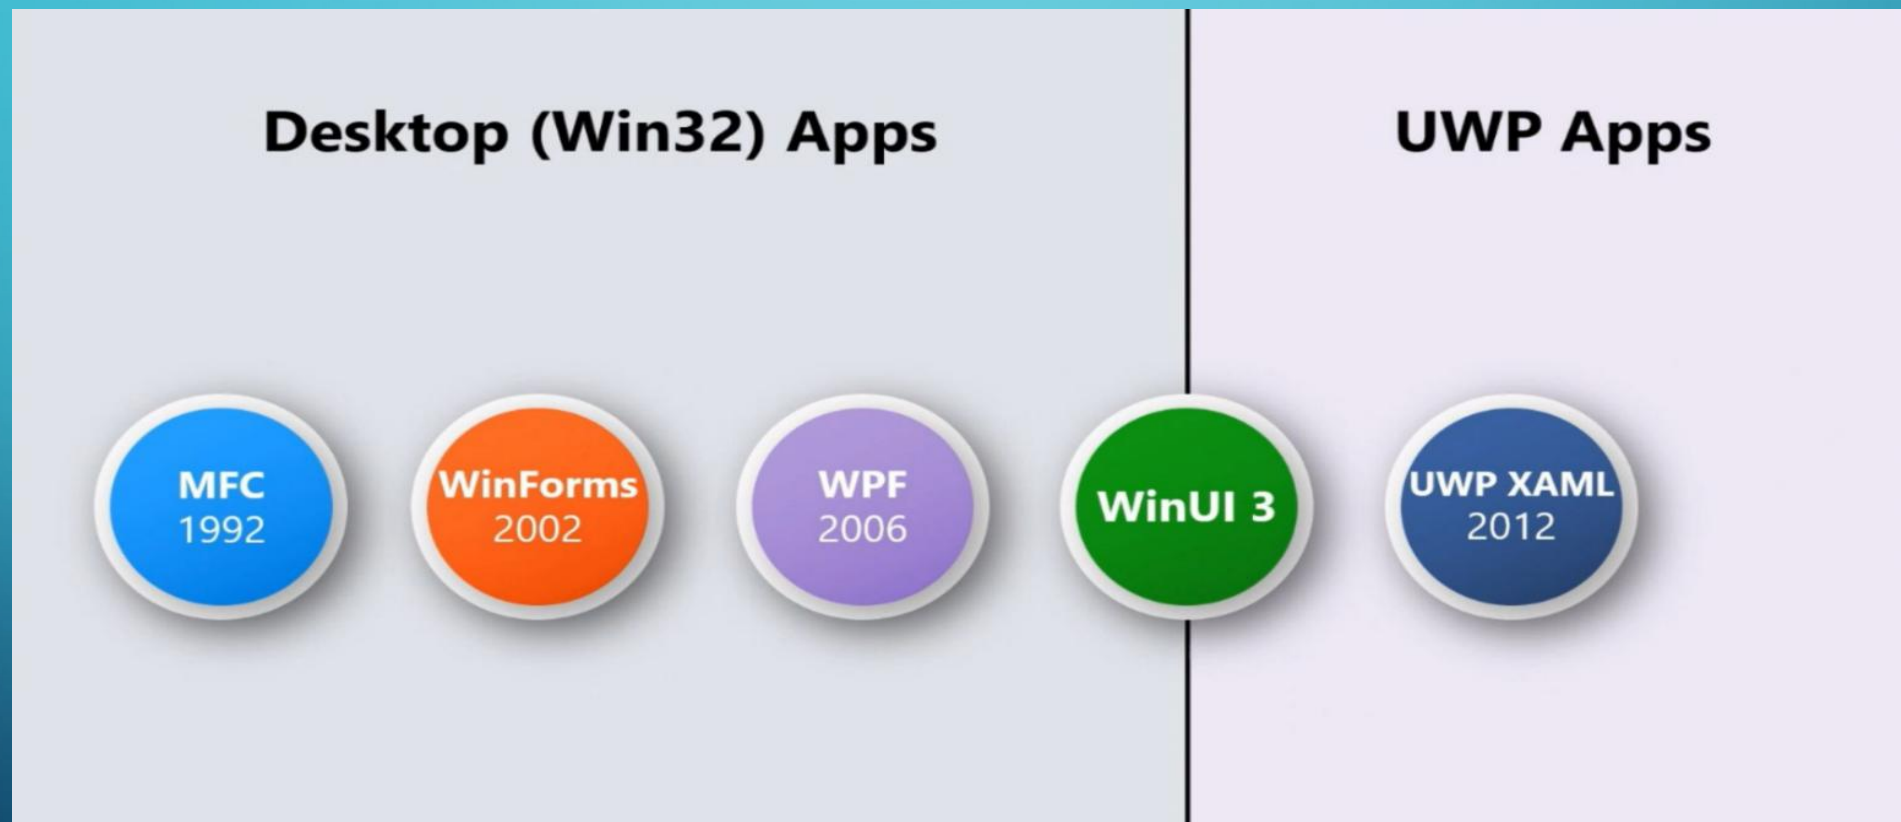 Desktop (Win32) Apps
UWP Apps
MFC
1992
WinForms
2002
WPF
2006
WinUI 3
UWP XAML
2012